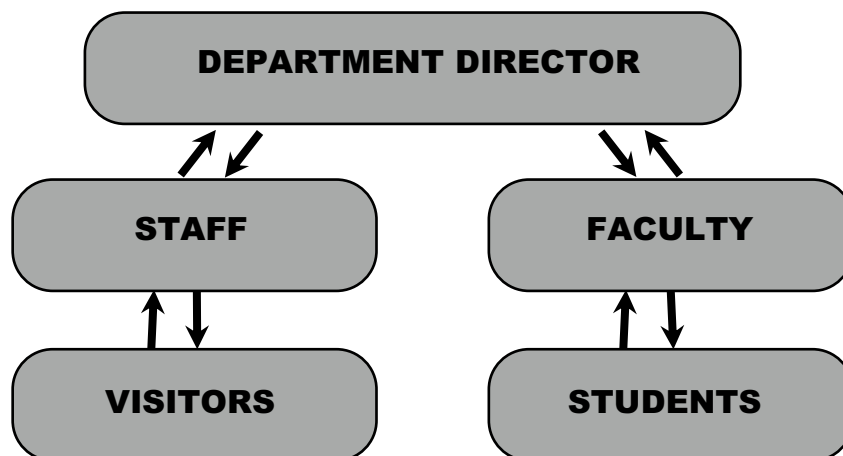 DEPARTMENT DIRECTOR
STAFF
FACULTY
VISITORS
STUDENTS